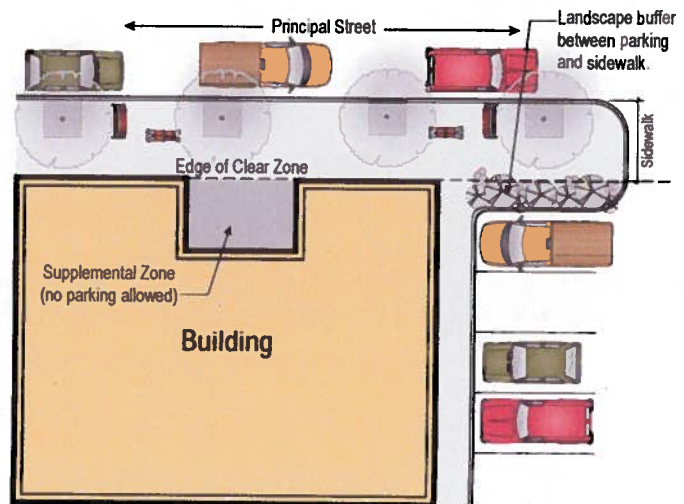 Principal Street
Landscape buffer
between parking
and sidewalk.
Sidewalk
Edge of Clear Zone
Supplemental Zone
(no parking allowed)
Building